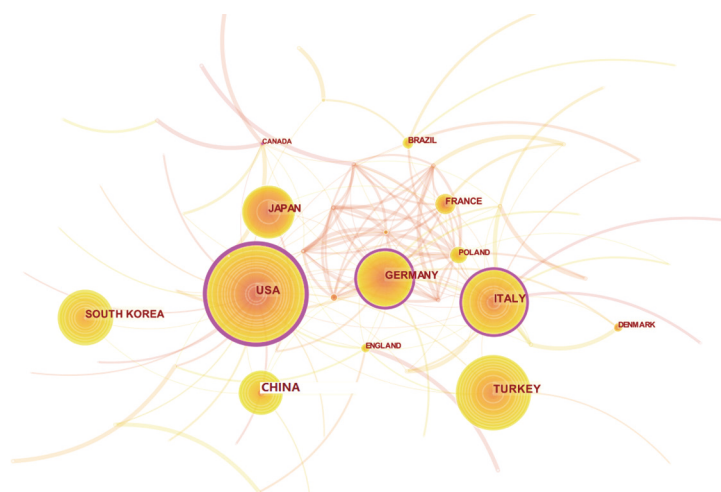 CANADA
BRAZIL
JAPAN
FRANCE
POLAND
GERMANY
USA
ITALY
SOUTH KOREA
DENMARK
ENGLAND
CHINA
TURKEY